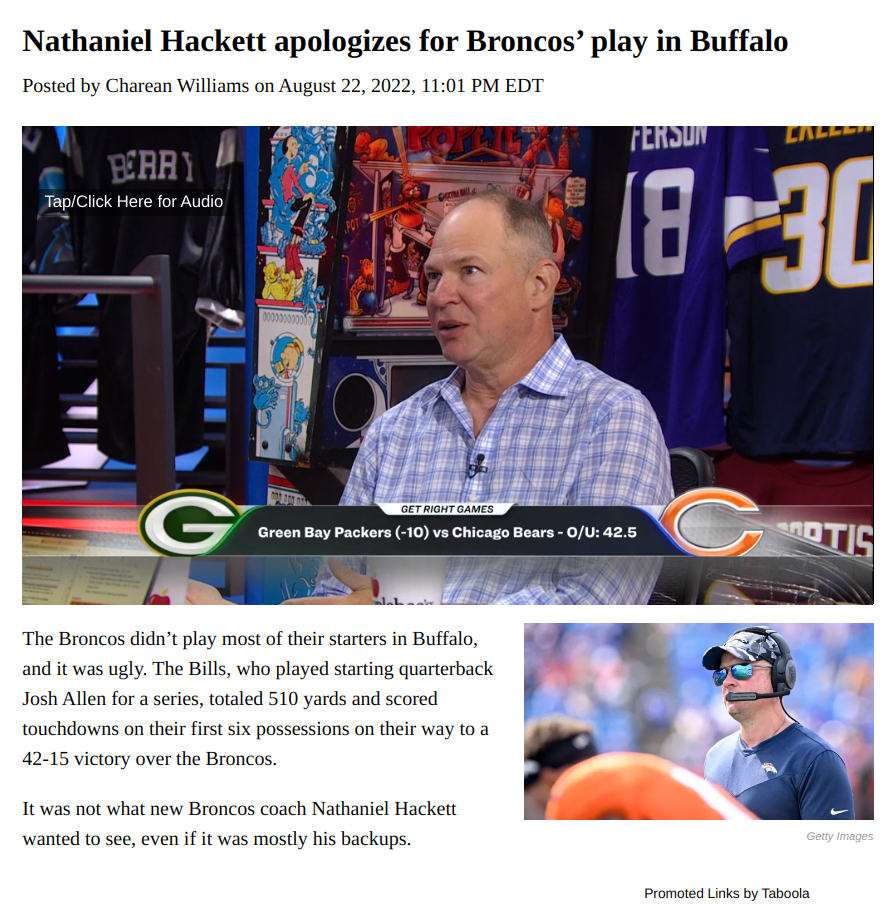 Nathaniel Hackett apologizes for Broncos’ play in Buffalo
Posted by Charean Williams on August 22, 2022, 11:01 PM EDT
BERRY
POPEYE
FERSON
18
30
Tap/Click Here for Audio
GET RIGHT GAMES
G
Green Bay Packers (-10) vs Chicago Bears - O/U: 42.5
C
The Broncos didn’t play most of their starters in Buffalo,
and it was ugly. The Bills, who played starting quarterback
Josh Allen for a series, totaled 510 yards and scored
touchdowns on their first six possessions on their way to a
42-15 victory over the Broncos.
It was not what new Broncos coach Nathaniel Hackett
wanted to see, even if it was mostly his backups.
Getty Images
Promoted Links by Taboola